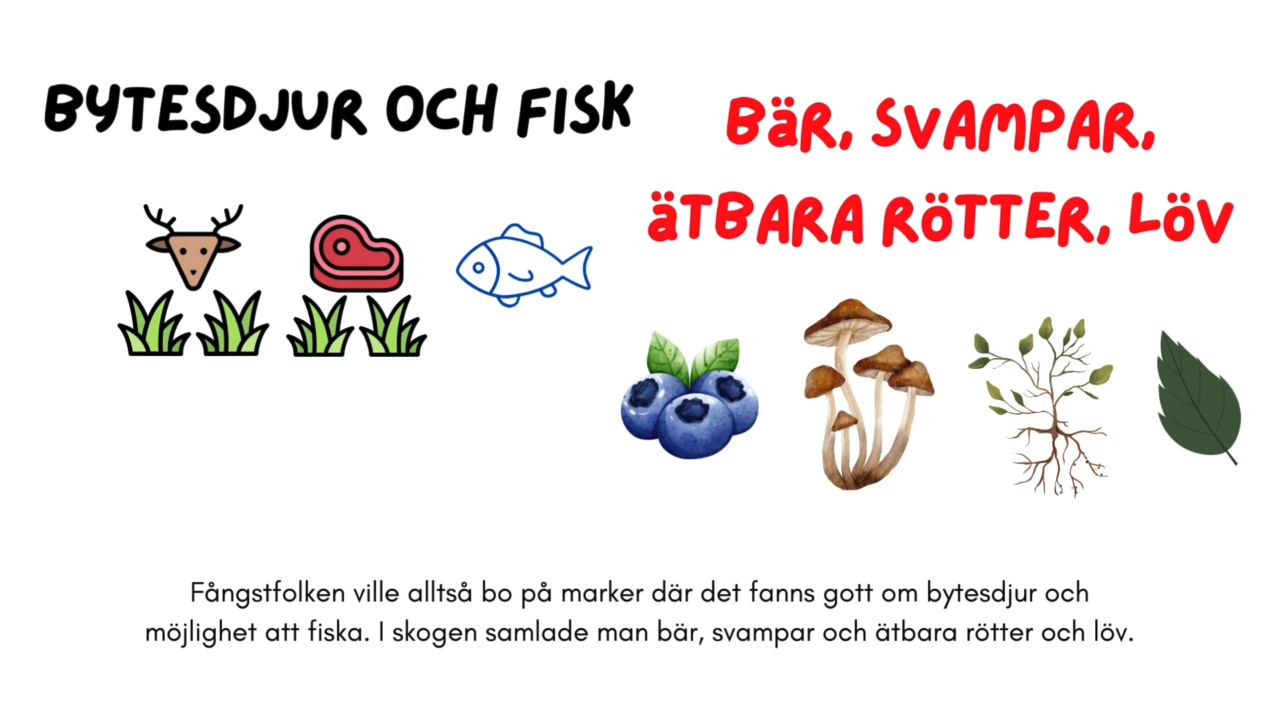 BYTESDJUR OCH FISK
BÄR, SVAMPAR,
ÄTBARA RÖTTER, LÖV
Fångstfolken ville alltså bo på marker där det fanns gott om bytesdjur och
möjlighet att fiska. I skogen samlade man bär, svampar och ätbara rötter och löv.